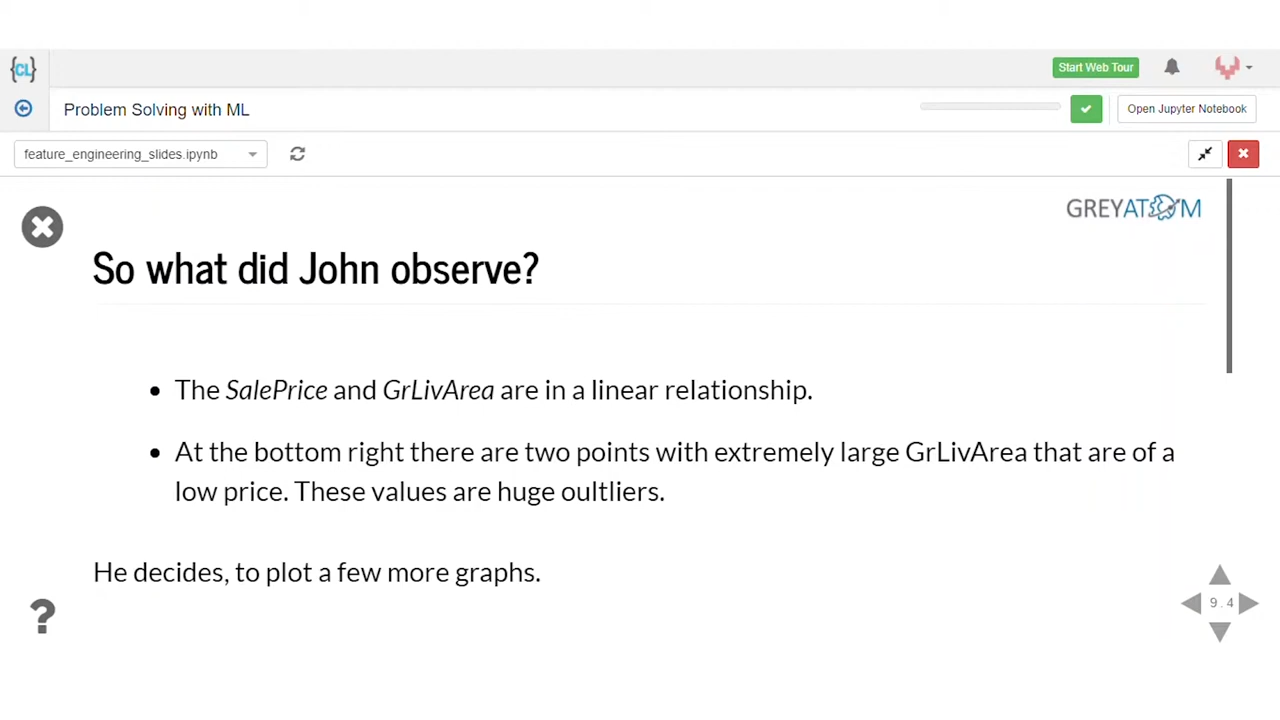 {CL}
Start Web Tour
Problem Solving with ML
Open Jupyter Notebook
feature_engineering_slides.ipynb
GREYATOM
So what did John observe?
• The SalePrice and GrLivArea are in a linear relationship.
• At the bottom right there are two points with extremely large GrLivArea that are of a
low price. These values are huge oultliers.
He decides, to plot a few more graphs.
?
9.4